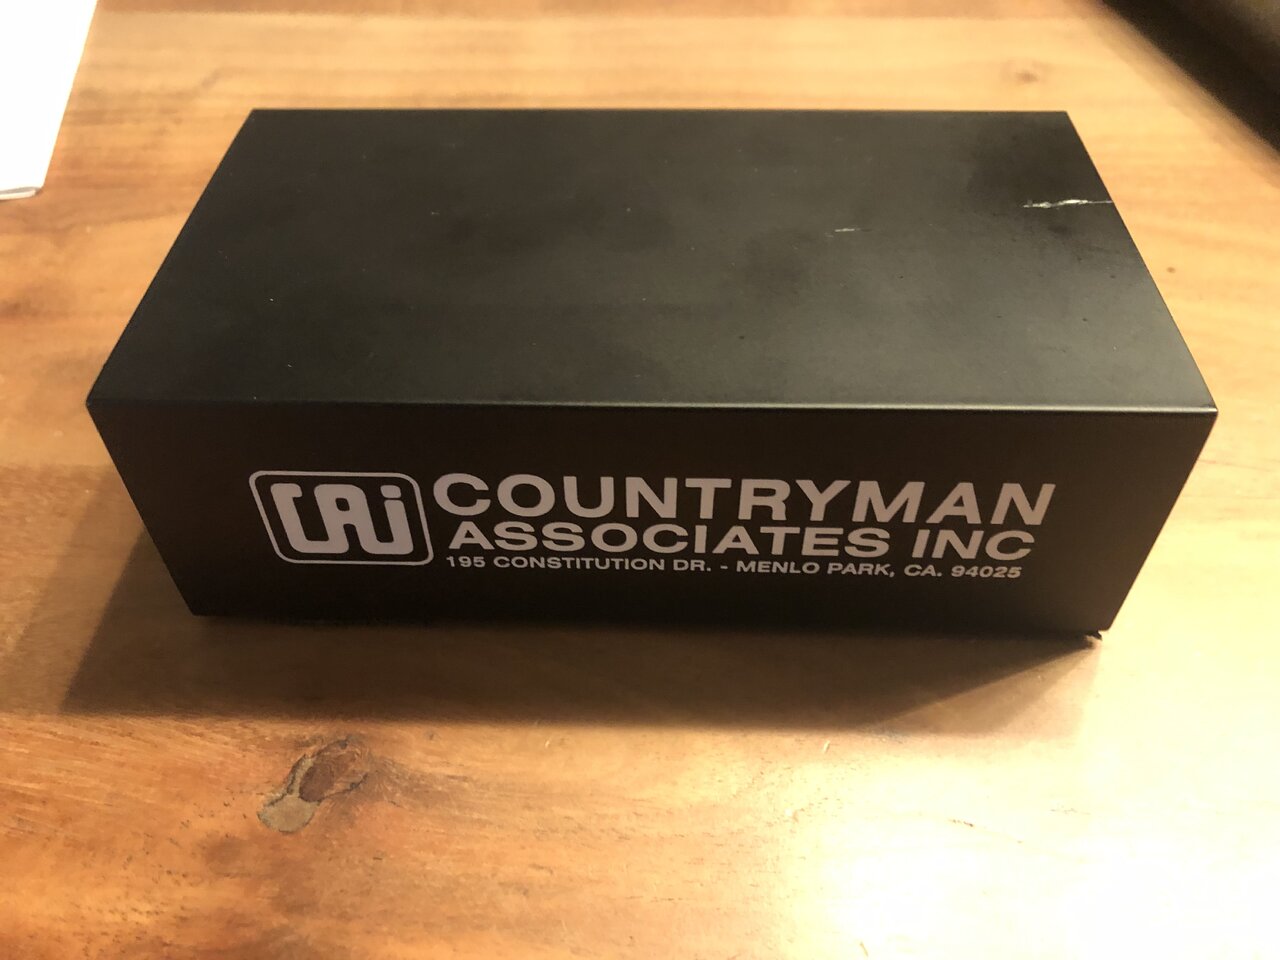 CAi COUNTRYMAN
ASSOCIATES INC
195 CONSTITUTION DR. - MENLO PARK, CA. 94025